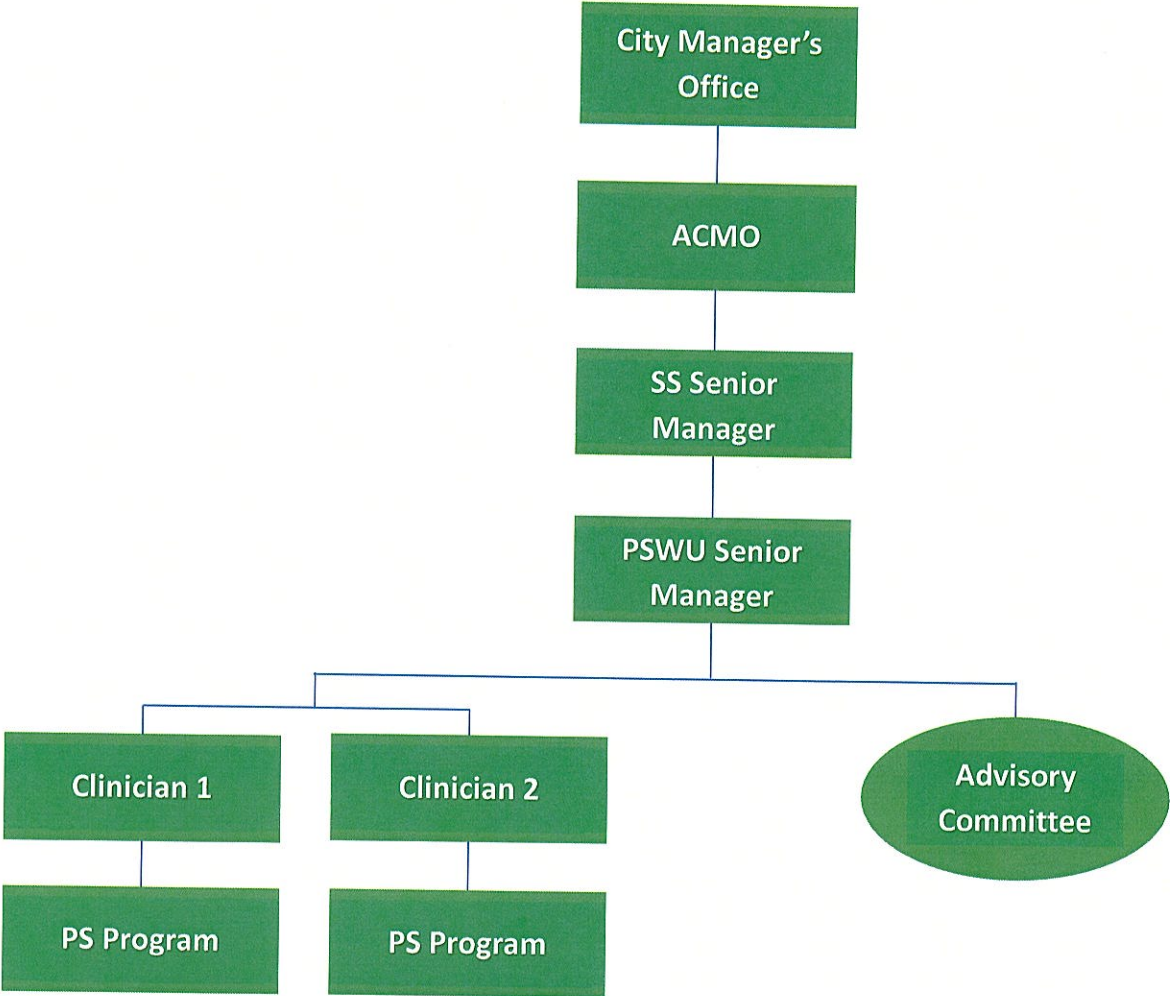 City Manager’s
Office
ACMO
SS Senior
Manager
PSWU Senior
Manager
Clinician 1
Clinician 2
Advisory
Committee
PS Program
PS Program